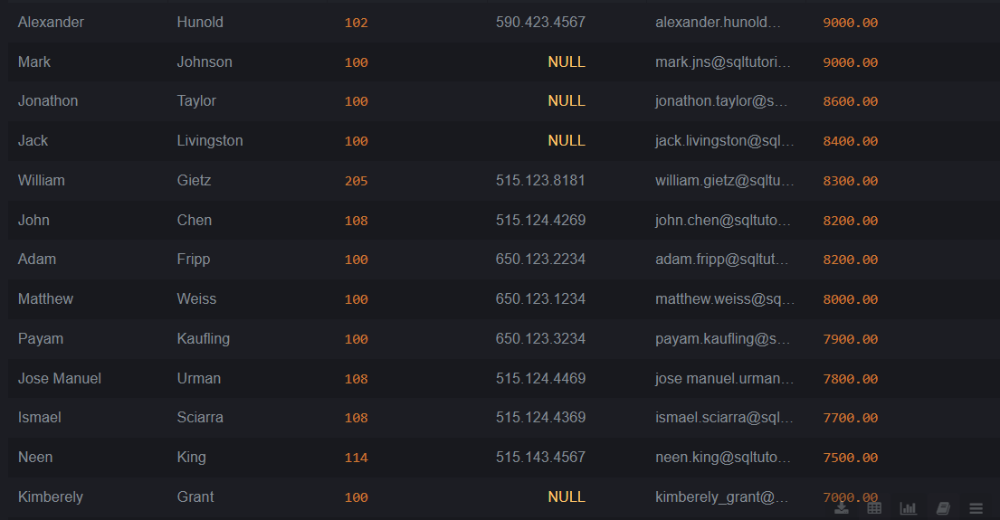 Alexander Hunold 102 590.423.4567 alexander.hunold... 9000.00
Mark Johnson 100 NULL mark.jns@sqltutori... 9000.00
Jonathon Taylor 100 NULL jonathon.taylor@s... 8600.00
Jack Livingston 100 NULL jack.livingston@sql... 8400.00
William Gietz 205 515.123.8181 william.gietz@sqltu... 8300.00
John Chen 108 515.124.4269 john.chen@sqltuto... 8200.00
Adam Fripp 100 650.123.2234 adam.fripp@sqltut... 8200.00
Matthew Weiss 100 650.123.1234 matthew.weiss@sq... 8000.00
Payam Kaufling 100 650.123.3234 payam.kaufling@s... 7900.00
Jose Manuel Urman 108 515.124.4469 jose manuel.urman... 7800.00
Ismael Sciarra 108 515.124.4369 ismael.sciarra@sql... 7700.00
Neen King 114 515.143.4567 neen.king@sqltuto... 7500.00
Kimberely Grant 100 NULL kimberely_grant@... 7000.00